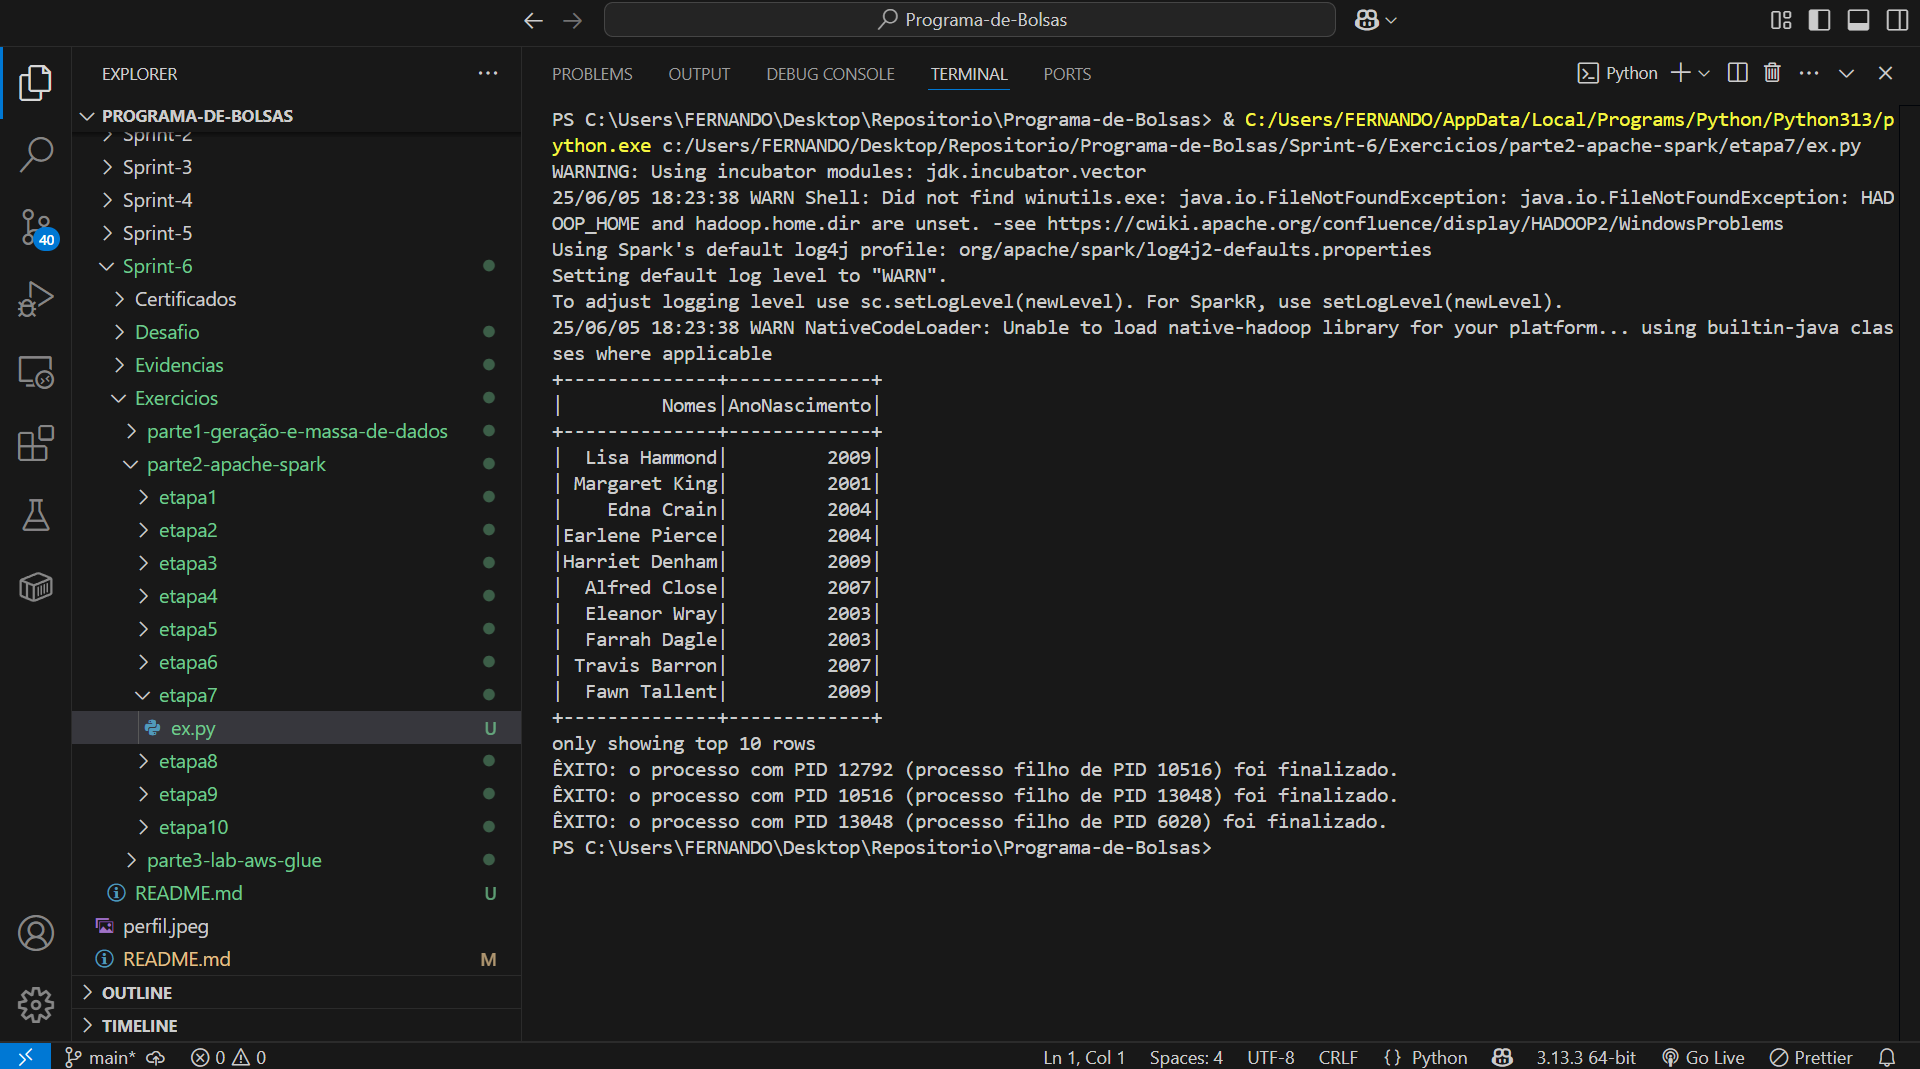 Programa-de-Bolsas
EXPLORER
PROGRAMA-DE-BOLSAS
Sprint-2
Sprint-3
Sprint-4
Sprint-5
Sprint-6
Certificados
Desafio
Evidencias
Exercicios
parte1-geração-e-massa-de-dados
parte2-apache-spark
etapa1
etapa2
etapa3
etapa4
etapa5
etapa6
etapa7
ex.py U
etapa8
etapa9
etapa10
parte3-lab-aws-glue
README.md U
perfil.jpeg
README.md M
OUTLINE
TIMELINE
40
PROBLEMS OUTPUT DEBUG CONSOLE TERMINAL PORTS
Python
PS C:\Users\FERNANDO\Desktop\Repositorio\Programa-de-Bolsas> & C:/Users/FERNANDO/AppData/Local/Programs/Python/Python313/p
ython.exe c:/Users/FERNANDO/Desktop/Repositorio/Programa-de-Bolsas/Sprint-6/Exercicios/parte2-apache-spark/etapa7/ex.py
WARNING: Using incubator modules: jdk.incubator.vector
25/06/05 18:23:38 WARN Shell: Did not find winutils.exe: java.io.FileNotFoundException: java.io.FileNotFoundException: HAD
OOP_HOME and hadoop.home.dir are unset. -see https://cwiki.apache.org/confluence/display/HADOOP2/WindowsProblems
Using Spark's default log4j profile: org/apache/spark/log4j2-defaults.properties
Setting default log level to "WARN".
To adjust logging level use sc.setLogLevel(newLevel). For SparkR, use setLogLevel(newLevel).
25/06/05 18:23:38 WARN NativeCodeLoader: Unable to load native-hadoop library for your platform... using builtin-java clas
ses where applicable
+--------------+-------------+
|         Nomes|AnoNascimento|
+--------------+-------------+
|  Lisa Hammond|         2009|
| Margaret King|         2001|
|    Edna Crain|         2004|
|Earlene Pierce|         2004|
|Harriet Denham|         2009|
|  Alfred Close|         2007|
|  Eleanor Wray|         2003|
|  Farrah Dagle|         2003|
| Travis Barron|         2007|
|  Fawn Tallent|         2009|
+--------------+-------------+
only showing top 10 rows
ÊXITO: o processo com PID 12792 (processo filho de PID 10516) foi finalizado.
ÊXITO: o processo com PID 10516 (processo filho de PID 13048) foi finalizado.
ÊXITO: o processo com PID 13048 (processo filho de PID 6020) foi finalizado.
PS C:\Users\FERNANDO\Desktop\Repositorio\Programa-de-Bolsas>
main* 0 0 Ln 1, Col 1 Spaces: 4 UTF-8 CRLF {} Python 3.13.3 64-bit Go Live Prettier